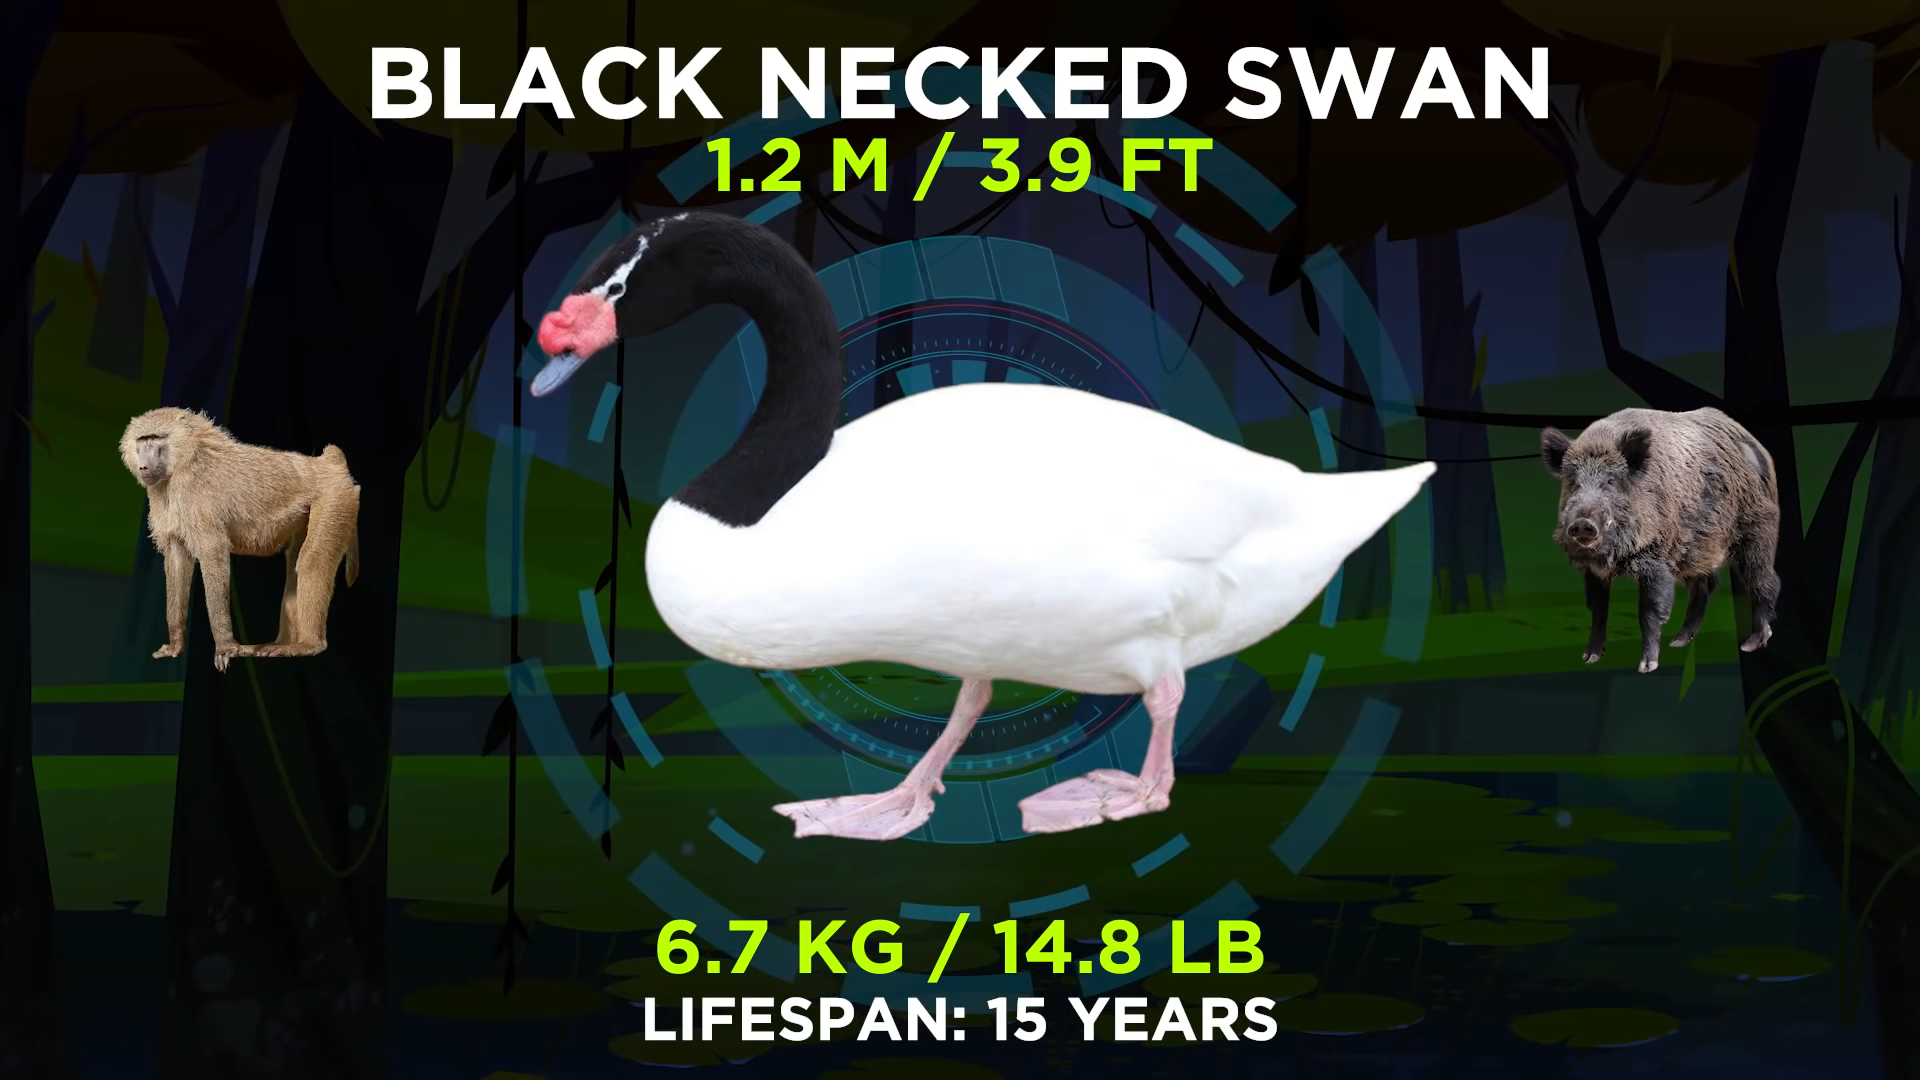 BLACK NECKED SWAN
1.2 M / 3.9 FT
6.7 KG / 14.8 LB
LIFESPAN: 15 YEARS